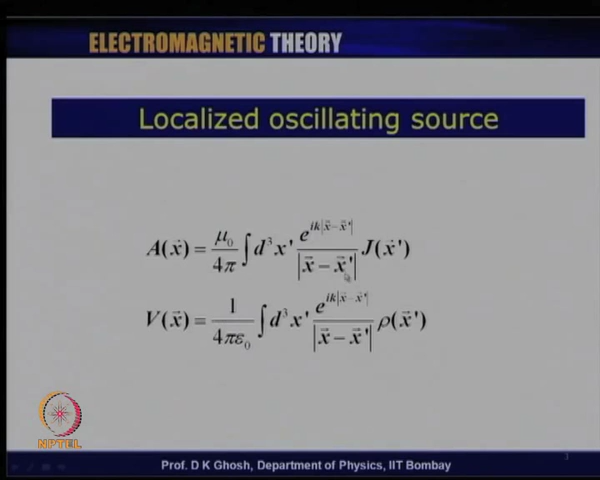 ELECTROMAGNETIC THEORY
Localized oscillating source
A(x⃗) = μ₀/4π ∫ d³x' e^{ik|x⃗ − x⃗'|}/|x⃗ − x⃗'| J(x⃗')
V(x⃗) = 1/4πε₀ ∫ d³x' e^{ik|x⃗ − x⃗'|}/|x⃗ − x⃗'| ρ(x⃗')
NPTEL
Prof. D K Ghosh, Department of Physics, IIT Bombay
3